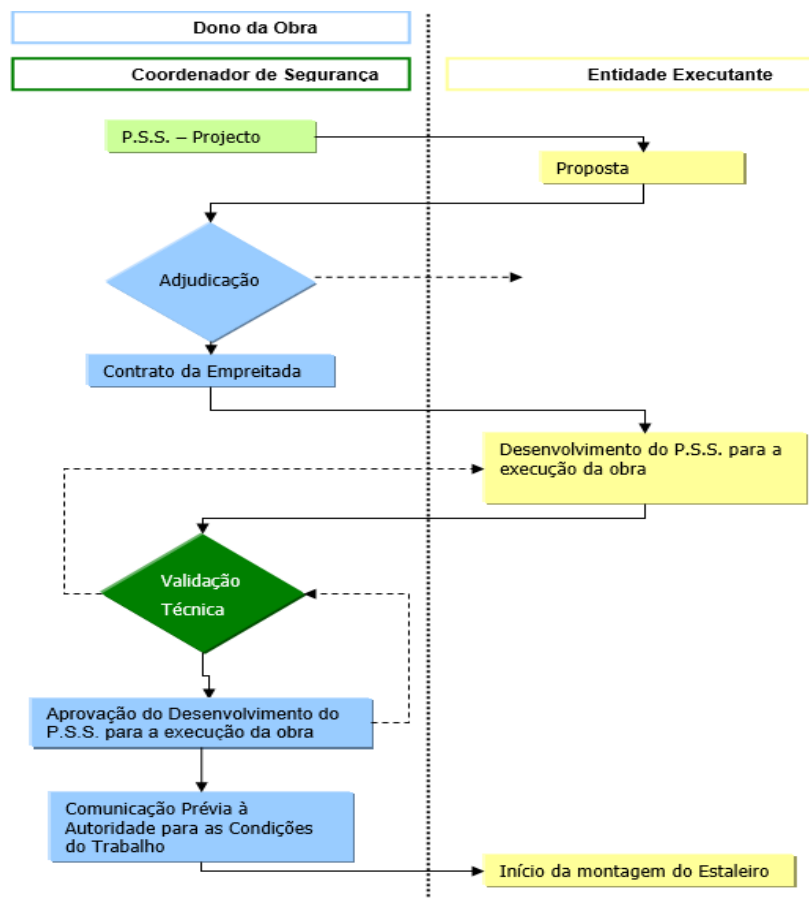 Dono da Obra
Coordenador de Segurança
Entidade Executante
P.S.S. – Projecto
Proposta
Adjudicação
Contrato da Empreitada
Desenvolvimento do P.S.S. para a
execução da obra
Validação
Técnica
Aprovação do Desenvolvimento do
P.S.S. para a execução da obra
Comunicação Prévia à
Autoridade para as Condições
do Trabalho
Início da montagem do Estaleiro